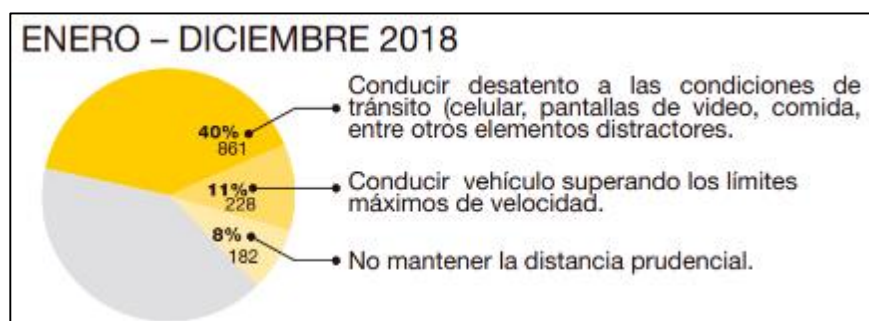 ENERO – DICIEMBRE 2018
40%
861
Conducir desatento a las condiciones de
tránsito (celular, pantallas de video, comida,
entre otros elementos distractores.
11%
228
Conducir vehículo superando los límites
máximos de velocidad.
8%
182
No mantener la distancia prudencial.